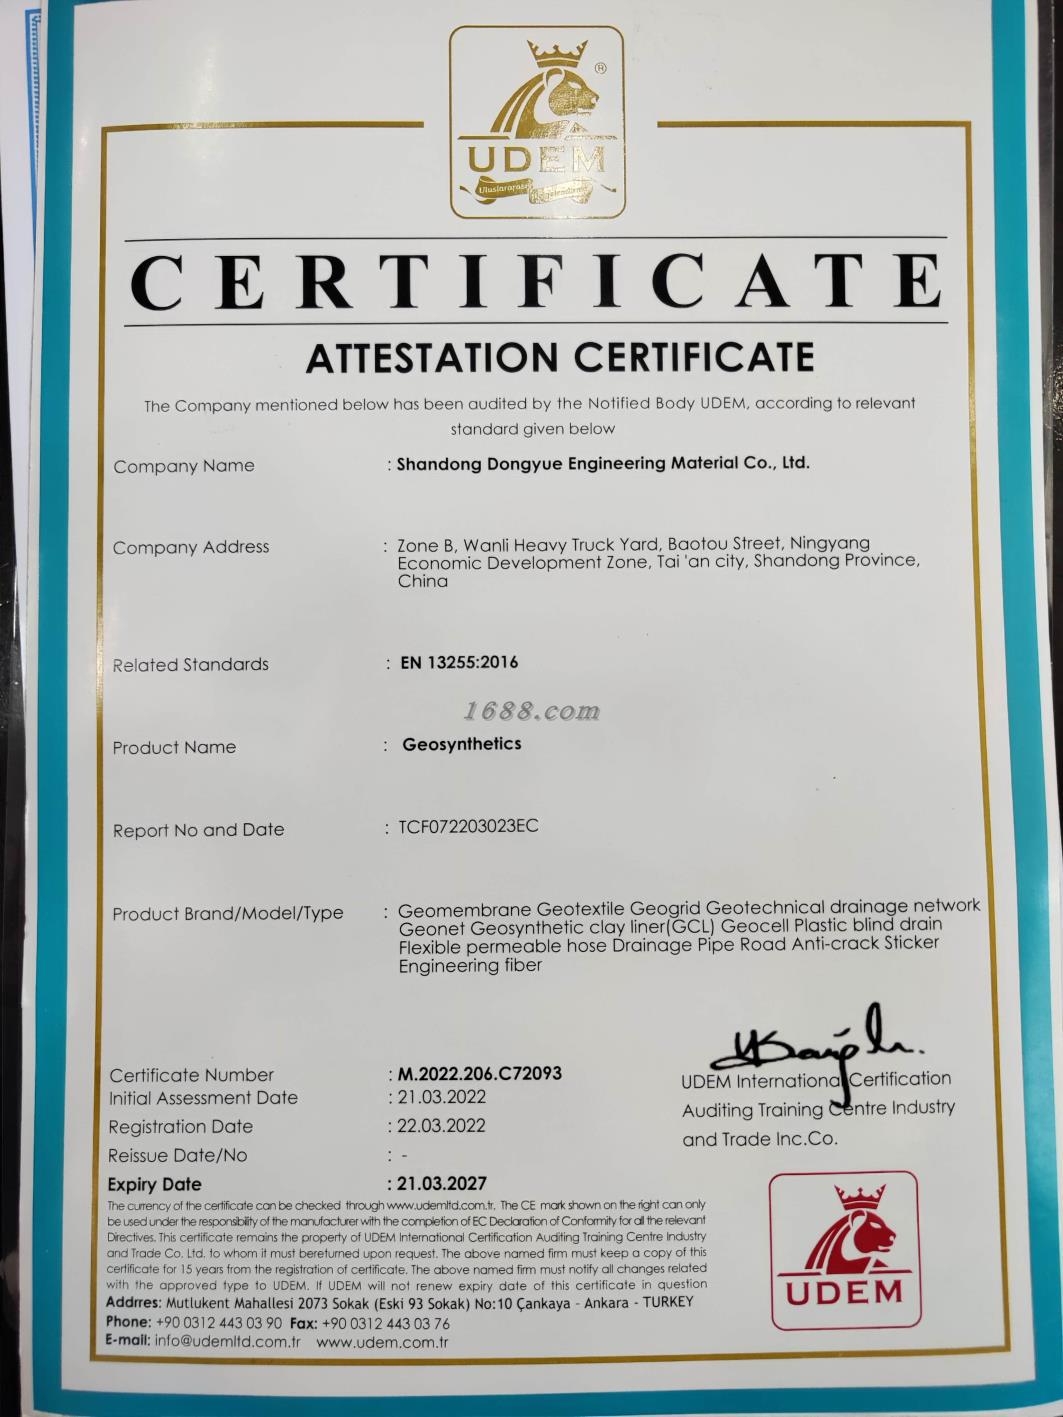 ®
UDEM
Uluslararası
CERTIFICATE
ATTESTATION CERTIFICATE
The Company mentioned below has been audited by the Notified Body UDEM, according to relevant
standard given below
Company Name : Shandong Dongyue Engineering Material Co., Ltd.
Company Address : Zone B, Wanli Heavy Truck Yard, Baotou Street, Ningyang
Economic Development Zone, Tai 'an city, Shandong Province,
China
Related Standards : EN 13255:2016
1688.com
Product Name : Geosynthetics
Report No and Date : TCF072203023EC
Product Brand/Model/Type : Geomembrane Geotextile Geogrid Geotechnical drainage network
Geonet Geosynthetic clay liner(GCL) Geocell Plastic blind drain
Flexible permeable hose Drainage Pipe Road Anti-crack Sticker
Engineering fiber
Certificate Number : M.2022.206.C72093
Initial Assessment Date : 21.03.2022
Registration Date : 22.03.2022
Reissue Date/No : -
Expiry Date : 21.03.2027
UDEM International Certification
Auditing Training Centre Industry
and Trade Inc.Co.
The currency of the certificate can be checked through www.udemltd.com.tr. The CE mark shown on the right can only
be used under the responsibility of the manufacturer with the completion of EC Declaration of Conformity for all the relevant
Directives. This certificate remains the property of UDEM International Certification Auditing Training Centre Industry
and Trade Co. Ltd. to whom it must bereturned upon request. The above named firm must keep a copy of this
certificate for 15 years from the registration of certificate. The above named firm must notify all changes related
with the approved type to UDEM. If UDEM will not renew expiry date of this certificate in question
Addrres: Mutlukent Mahallesi 2073 Sokak (Eski 93 Sokak) No:10 Çankaya - Ankara - TURKEY
Phone: +90 0312 443 03 90 Fax: +90 0312 443 03 76
E-mail: info@udemltd.com.tr www.udem.com.tr
UDEM